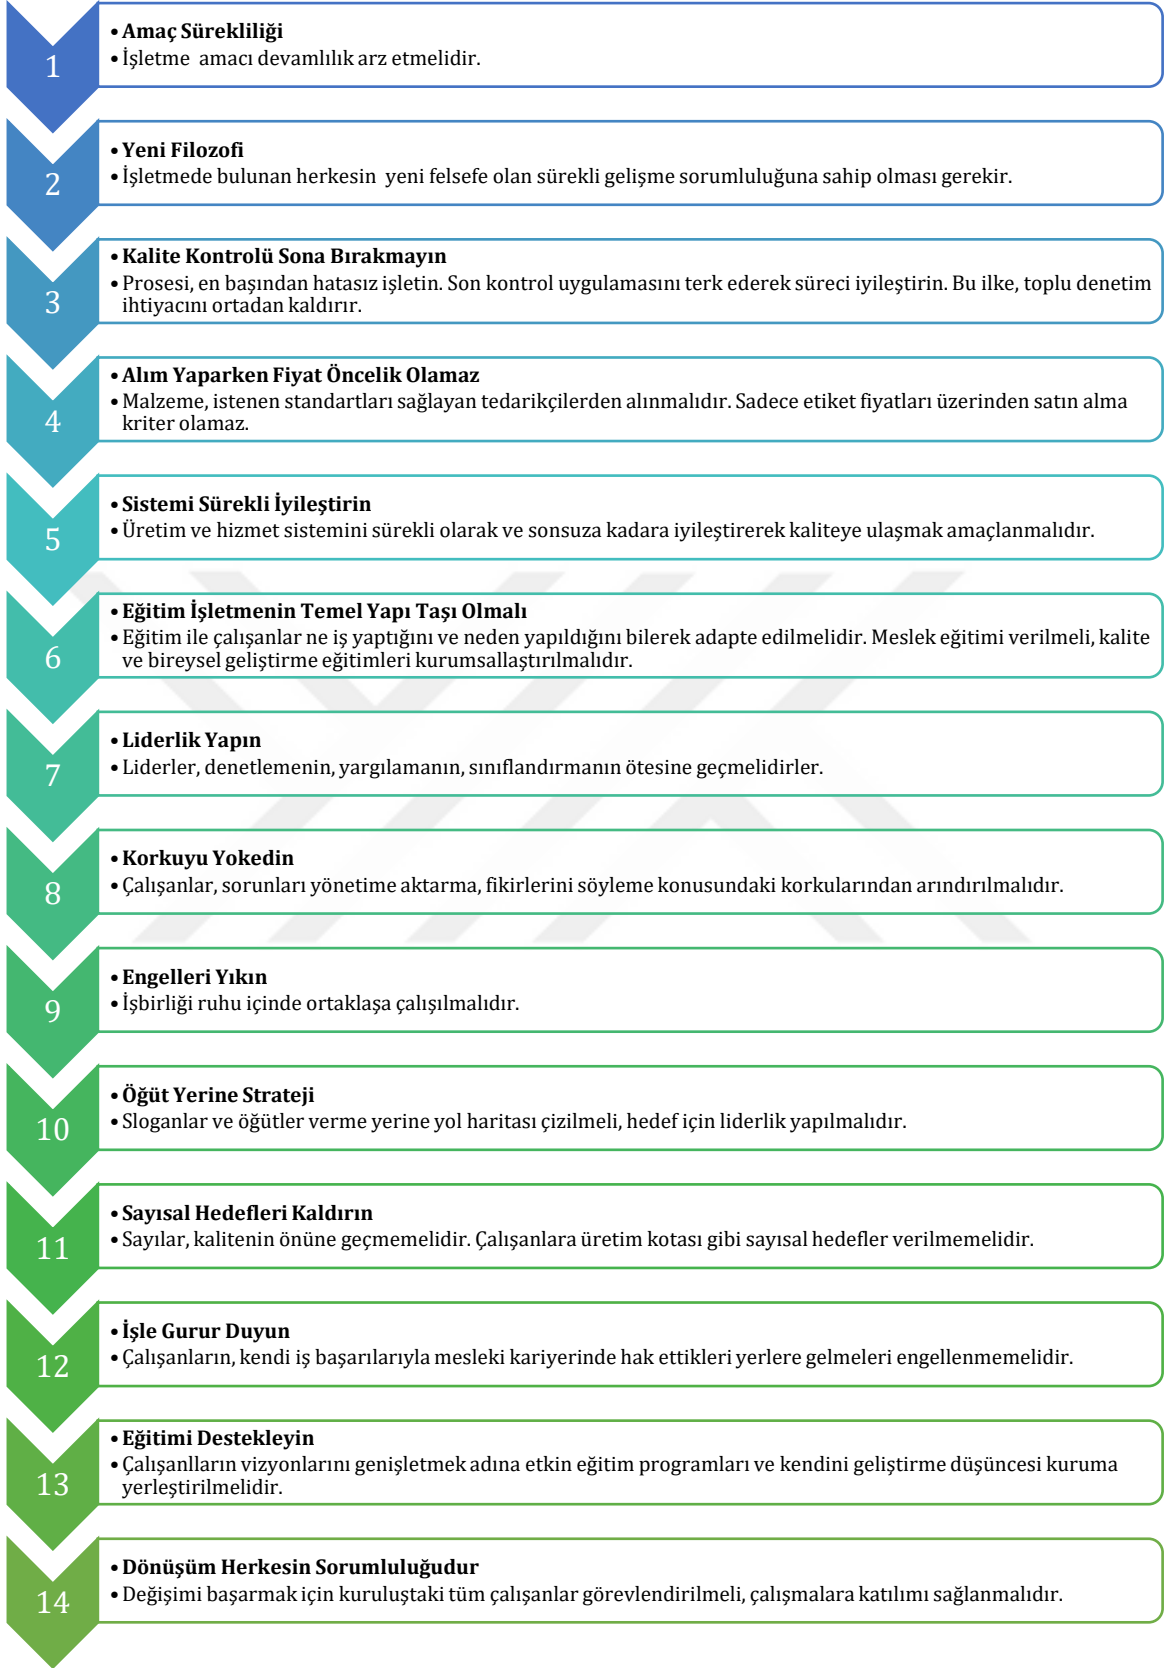 1
• Amaç Sürekliliği
• İşletme  amacı devamlılık arz etmelidir.
2
• Yeni Filozofi
• İşletmede bulunan herkesin  yeni felsefe olan sürekli gelişme sorumluluğuna sahip olması gerekir.
3
• Kalite Kontrolü Sona Bırakmayın
• Prosesi, en başından hatasız işletin. Son kontrol uygulamasını terk ederek süreci iyileştirin. Bu ilke, toplu denetim
ihtiyacını ortadan kaldırır.
4
• Alım Yaparken Fiyat Öncelik Olamaz
• Malzeme, istenen standartları sağlayan tedarikçilerden alınmalıdır. Sadece etiket fiyatları üzerinden satın alma
kriter olamaz.
5
• Sistemi Sürekli İyileştirin
• Üretim ve hizmet sistemini sürekli olarak ve sonsuza kadara iyileştirerek kaliteye ulaşmak amaçlanmalıdır.
6
• Eğitim İşletmenin Temel Yapı Taşı Olmalı
• Eğitim ile çalışanlar ne iş yaptığını ve neden yapıldığını bilerek adapte edilmelidir. Meslek eğitimi verilmeli, kalite
ve bireysel geliştirme eğitimleri kurumsallaştırılmalıdır.
7
• Liderlik Yapın
• Liderler, denetlemenin, yargılamanın, sınıflandırmanın ötesine geçmelidirler.
8
• Korkuyu Yokedin
• Çalışanlar, sorunları yönetime aktarma, fikirlerini söyleme konusundaki korkularından arındırılmalıdır.
9
• Engelleri Yıkın
• İşbirliği ruhu içinde ortaklaşa çalışılmalıdır.
10
• Öğüt Yerine Strateji
• Sloganlar ve öğütler verme yerine yol haritası çizilmeli, hedef için liderlik yapılmalıdır.
11
• Sayısal Hedefleri Kaldırın
• Sayılar, kalitenin önüne geçmemelidir. Çalışanlara üretim kotası gibi sayısal hedefler verilmemelidir.
12
• İşle Gurur Duyun
• Çalışanların, kendi iş başarılarıyla mesleki kariyerinde hak ettikleri yerlere gelmeleri engellenmemelidir.
13
• Eğitimi Destekleyin
• Çalışanlların vizyonlarını genişletmek adına etkin eğitim programları ve kendini geliştirme düşüncesi kuruma
yerleştirilmelidir.
14
• Dönüşüm Herkesin Sorumluluğudur
• Değişimi başarmak için kuruluştaki tüm çalışanlar görevlendirilmeli, çalışmalara katılımı sağlanmalıdır.